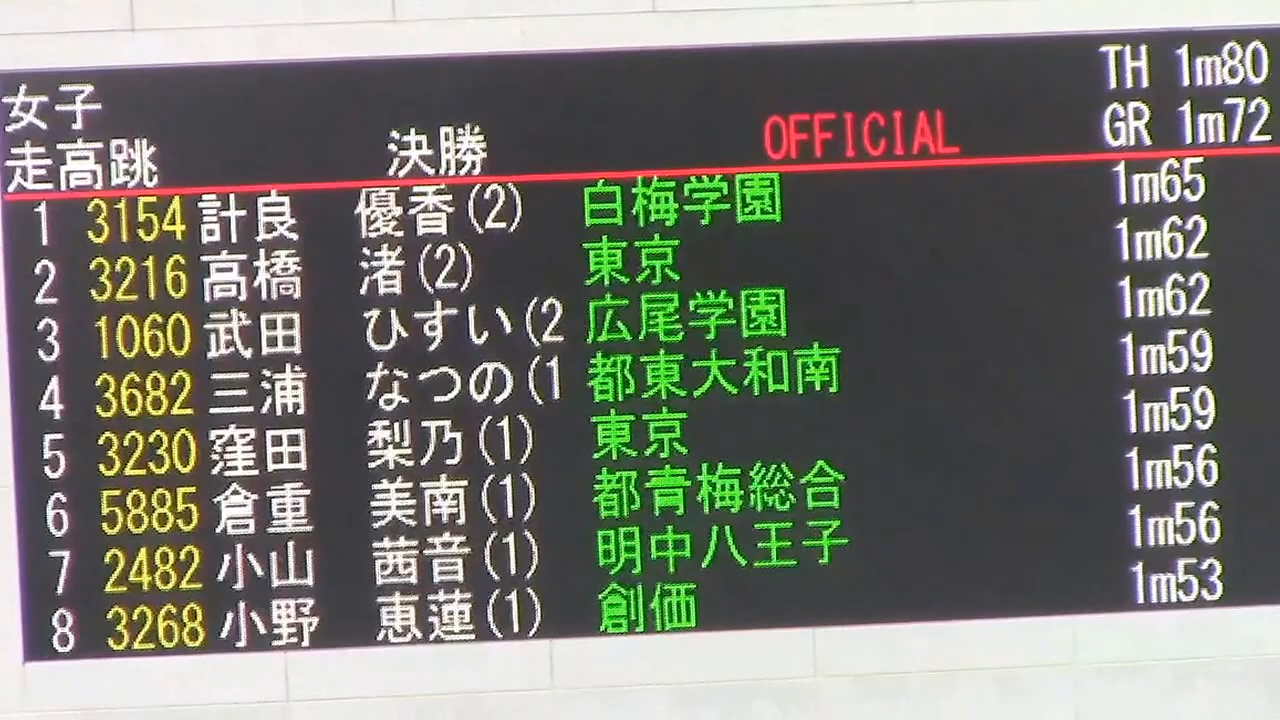 女子 TH 1m80
走高跳 決勝 OFFICIAL GR 1m72
1 3154 計良 優香(2) 白梅学園 1m65
2 3216 高橋 渚(2) 東京 1m62
3 1060 武田 ひすい(2 広尾学園 1m62
4 3682 三浦 なつの(1 都東大和南 1m59
5 3230 窪田 梨乃(1) 東京 1m59
6 5885 倉重 美南(1) 都青梅総合 1m56
7 2482 小山 茜音(1) 明中八王子 1m56
8 3268 小野 恵蓮(1) 創価 1m53